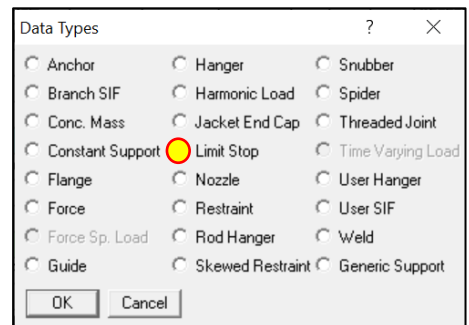 Data Types ?
Anchor Hanger Snubber
Branch SIF Harmonic Load Spider
Conc. Mass Jacket End Cap Threaded Joint
Constant Support Limit Stop Time Varying Load
Flange Nozzle User Hanger
Force Restraint User SIF
Force Sp. Load Rod Hanger Weld
Guide Skewed Restraint Generic Support
OK Cancel